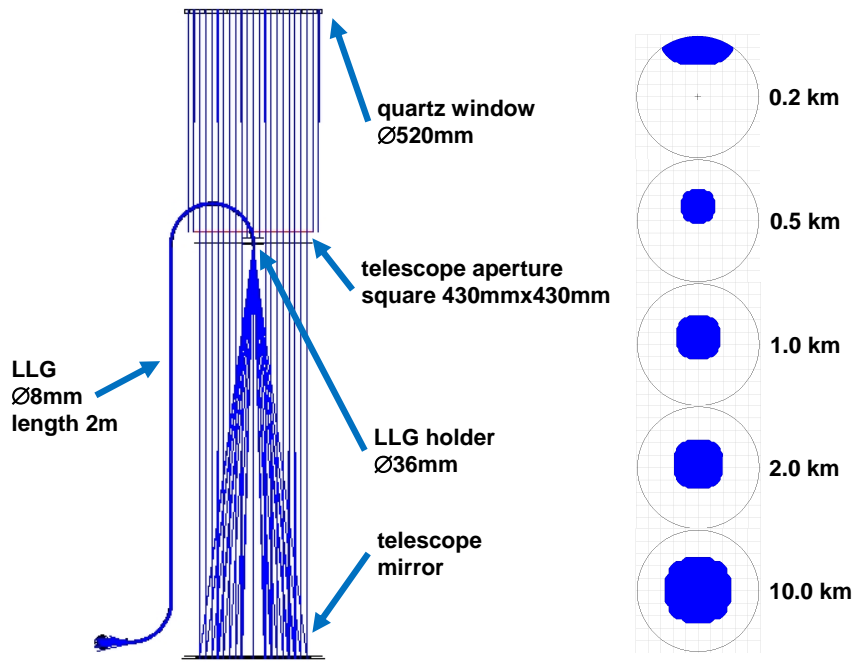 quartz window
∅520mm
telescope aperture
square 430mmx430mm
LLG
∅8mm
length 2m
LLG holder
∅36mm
telescope
mirror
0.2 km
0.5 km
1.0 km
2.0 km
10.0 km